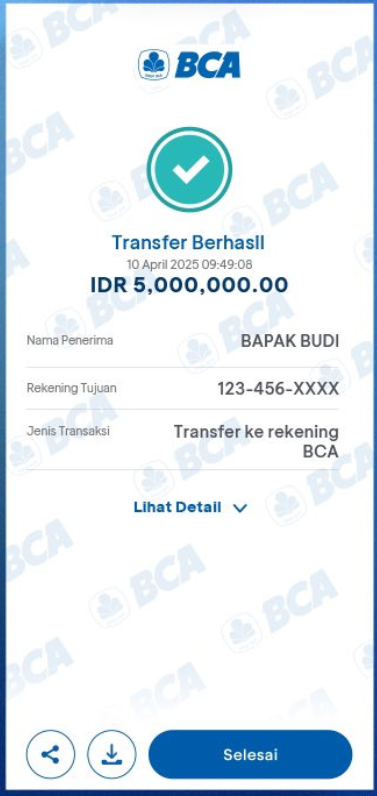 BCA
Transfer Berhasil
10 April 2025 09:49:08
IDR 5,000,000.00
Nama Penerima
BAPAK BUDI
Rekening Tujuan
123-456-XXXX
Jenis Transaksi
Transfer ke rekening
BCA
Lihat Detail
Selesai